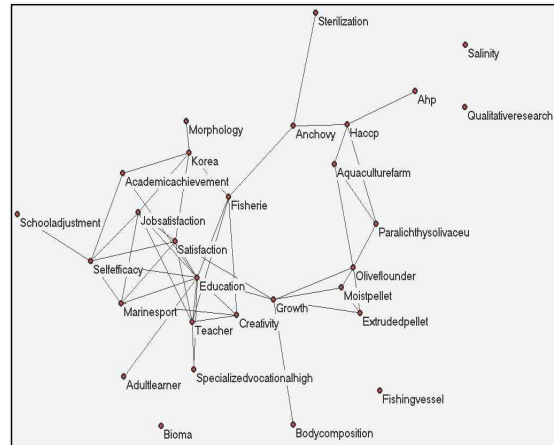 Sterilization
Salinity
Ahp
Qualitativeresearch
Morphology
Anchovy
Haccp
Korea
Academicachievement
Aquaculturefarm
Fisherie
Schooladjustment
Jobsatisfaction
Paralichthysolivaceu
Satisfaction
Selfefficacy
Oliveflounder
Education
Moistpellet
Marinesport
Growth
Teacher
Creativity
Extrudedpellet
Adultlearner
Specializedvocationalhigh
Fishingvessel
Bioma
Bodycomposition